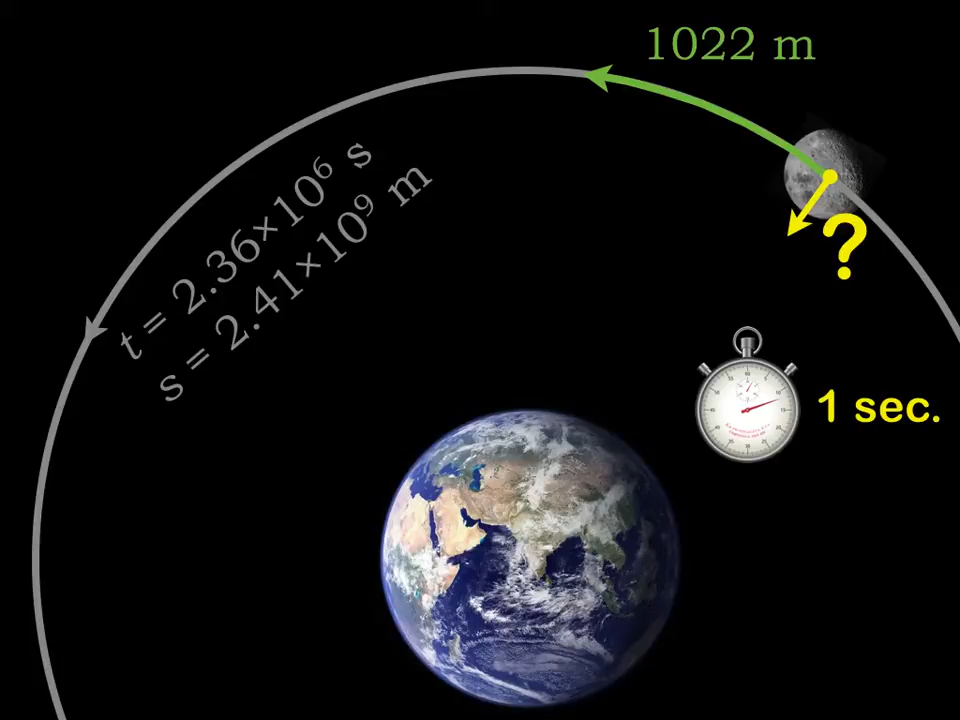 1022 m
t = 2.36×10⁶ s
s = 2.41×10⁹ m
?
1 sec.